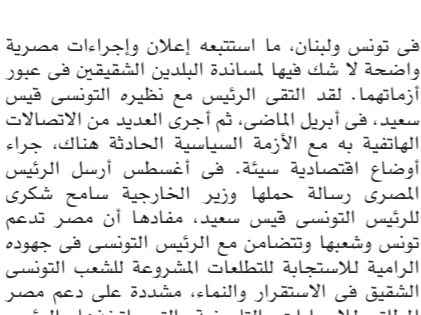 فى تونس ولبنان، ما استتبعه إعلان وإجراءات مصرية
واضحة لا شك فيها لمساندة البلدين الشقيقين فى عبور
أزماتهما. لقد التقى الرئيس مع نظيره التونسى قيس
سعيد، فى أبريل الماضى، ثم أجرى العديد من الاتصالات
الهاتفية به مع الأزمة السياسية الحادثة هناك، جراء
أوضاع اقتصادية سيئة. فى أغسطس أرسل الرئيس
المصرى رسالة حملها وزير الخارجية سامح شكرى
للرئيس التونسى قيس سعيد، مفادها أن مصر تدعم
تونس وشعبها وتتضامن مع الرئيس التونسى فى جهوده
الرامية للاستجابة للتطلعات المشروعة للشعب التونسى
الشقيق فى الاستقرار والنماء، مشددة على دعم مصر